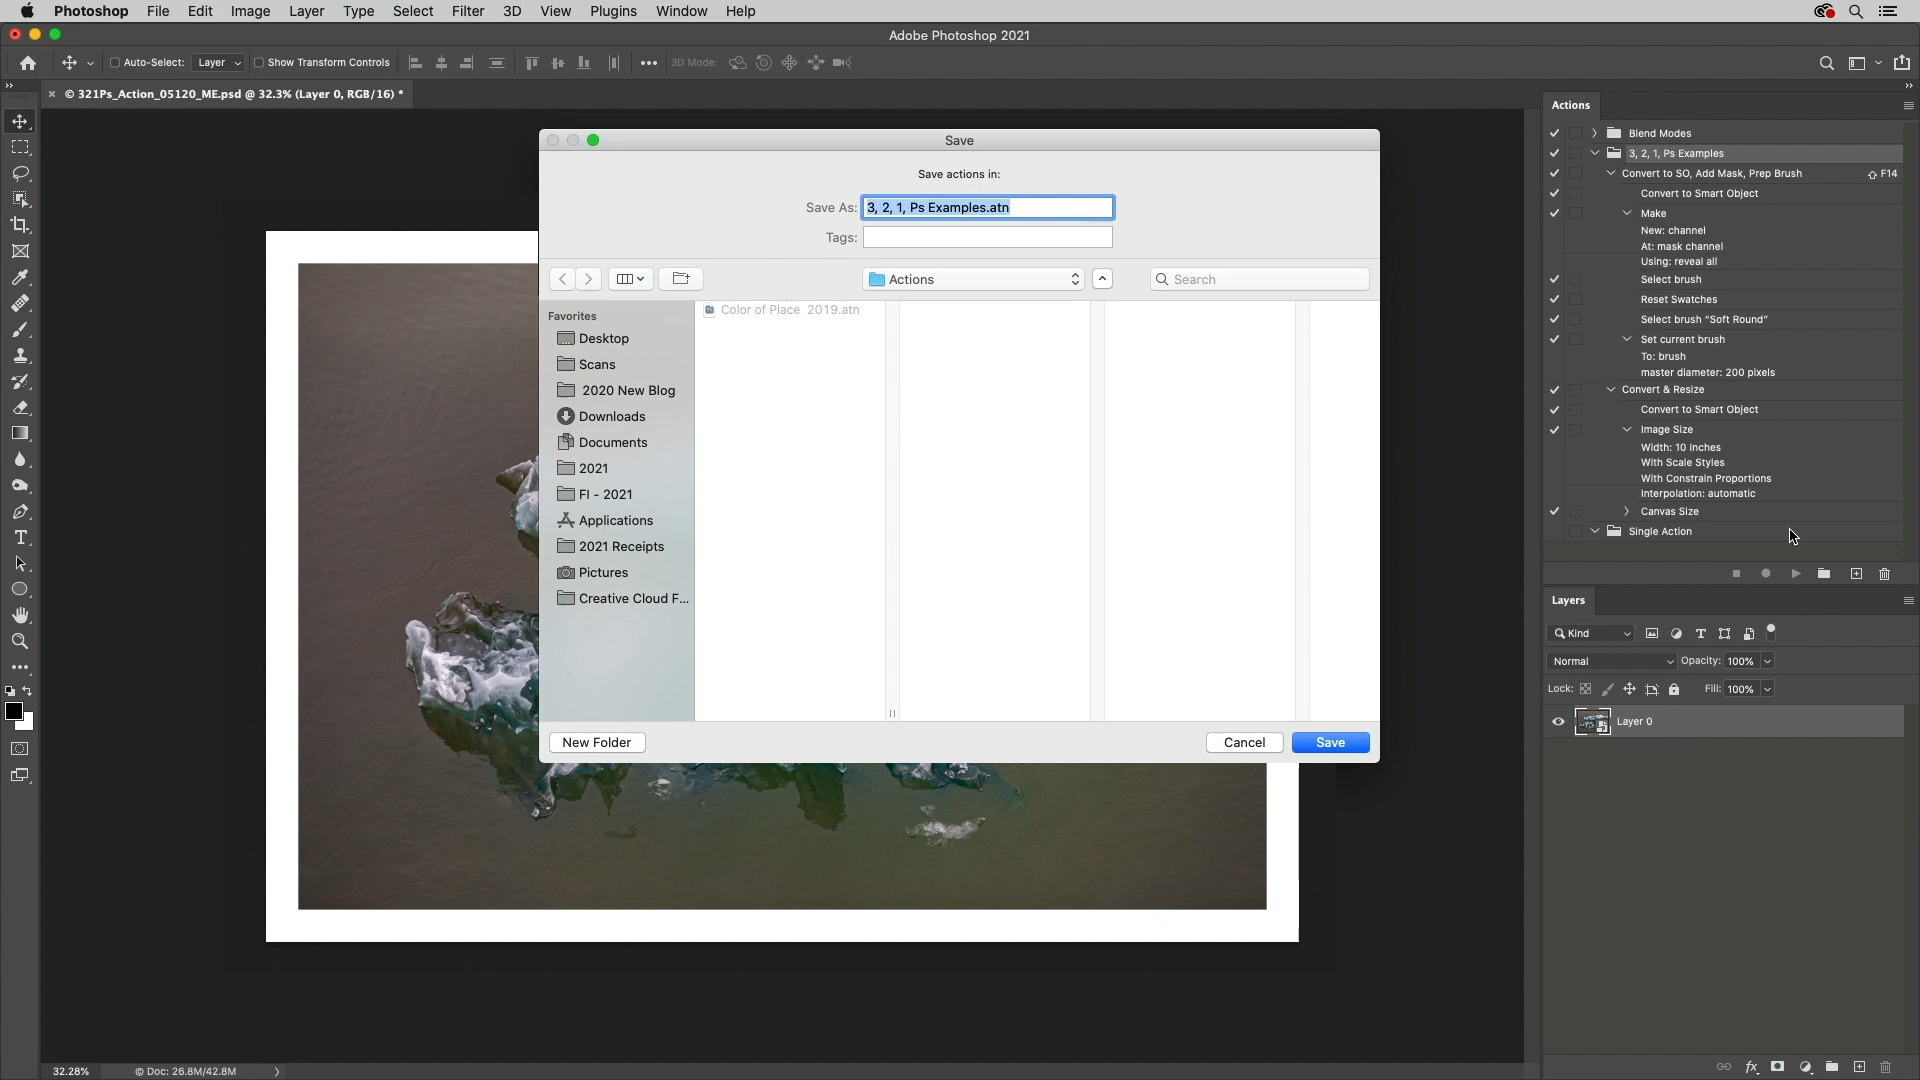 Photoshop File Edit Image Layer Type Select Filter 3D View Plugins Window Help
Adobe Photoshop 2021
Auto-Select: Layer Show Transform Controls 3D Mode:
© 321Ps_Action_05120_ME.psd @ 32.3% (Layer 0, RGB/16) *
Save
Save actions in:
Save As: 3, 2, 1, Ps Examples.atn
Tags:
Actions
Search
Favorites
Desktop
Scans
2020 New Blog
Downloads
Documents
2021
FI - 2021
Applications
2021 Receipts
Pictures
Creative Cloud F...
Color of Place 2019.atn
New Folder
Cancel
Save
Actions
Blend Modes
3, 2, 1, Ps Examples
Convert to SO, Add Mask, Prep Brush F14
Convert to Smart Object
Make
New: channel
At: mask channel
Using: reveal all
Select brush
Reset Swatches
Select brush “Soft Round”
Set current brush
To: brush
master diameter: 200 pixels
Convert & Resize
Convert to Smart Object
Image Size
Width: 10 inches
With Scale Styles
With Constrain Proportions
Interpolation: automatic
Canvas Size
Single Action
Layers
Kind
Normal Opacity: 100%
Lock: Fill: 100%
Layer 0
32.28% © Doc: 26.8M/42.8M